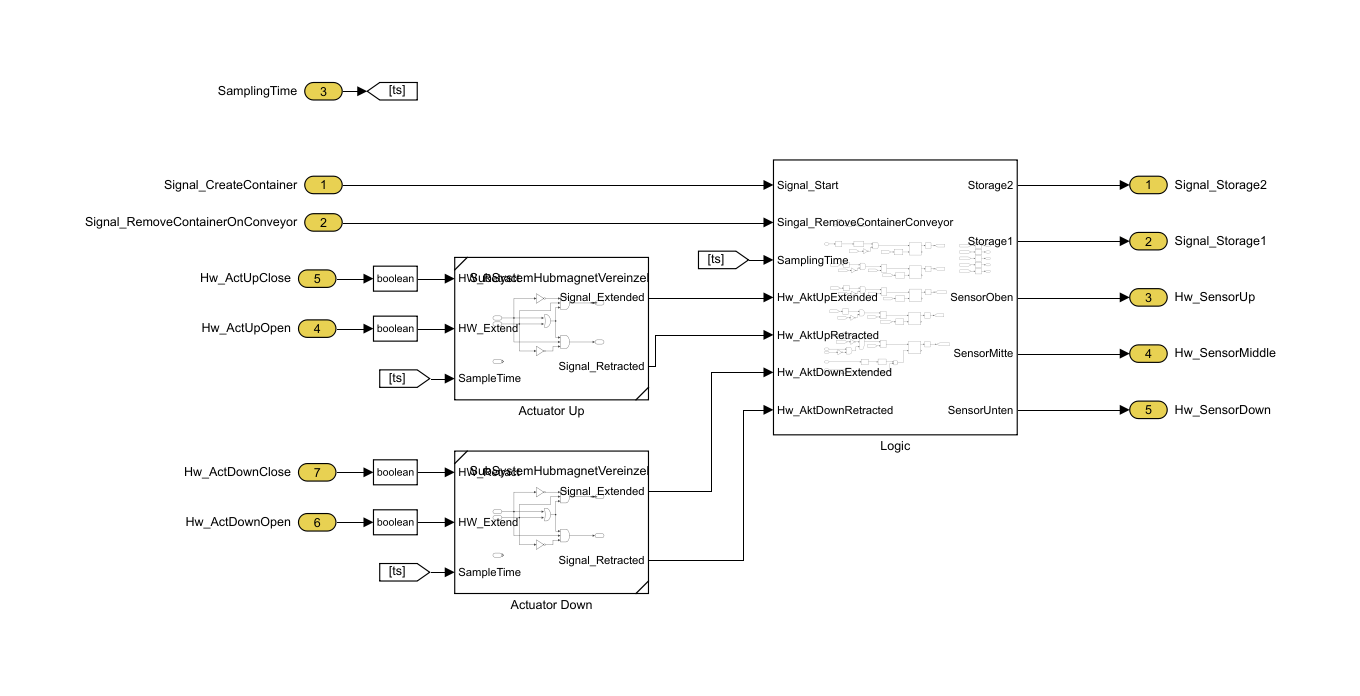 SamplingTime 3 [ts]
Signal_CreateContainer 1
Signal_RemoveContainerOnConveyor 2
Hw_ActUpClose 5 boolean
Hw_ActUpOpen 4 boolean
[ts]
SubSystemHubmagnetVereinzel
HW_Retract
Signal_Extended
HW_Extend
Signal_Retracted
SampleTime
Actuator Up
Hw_ActDownClose 7 boolean
Hw_ActDownOpen 6 boolean
[ts]
SubSystemHubmagnetVereinzel
HW_Retract
Signal_Extended
HW_Extend
Signal_Retracted
SampleTime
Actuator Down
[ts]
Signal_Start
Singal_RemoveContainerConveyor
SamplingTime
Hw_AktUpExtended
Hw_AktUpRetracted
Hw_AktDownExtended
Hw_AktDownRetracted
Storage2
Storage1
SensorOben
SensorMitte
SensorUnten
Logic
1 Signal_Storage2
2 Signal_Storage1
3 Hw_SensorUp
4 Hw_SensorMiddle
5 Hw_SensorDown